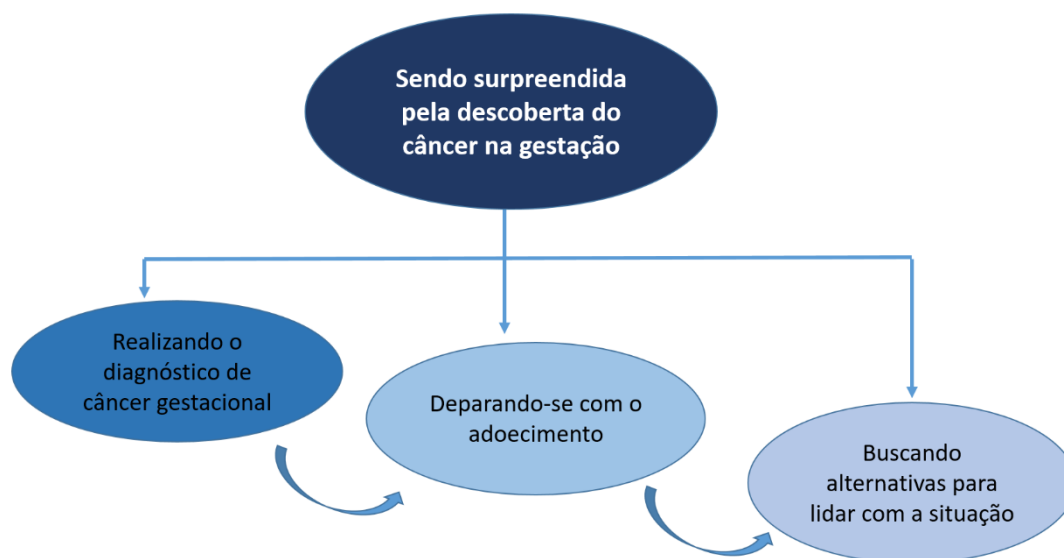 Sendo surpreendida
pela descoberta do
câncer na gestação
Realizando o
diagnóstico de
câncer gestacional
Deparando-se com o
adoecimento
Buscando
alternativas para
lidar com a situação